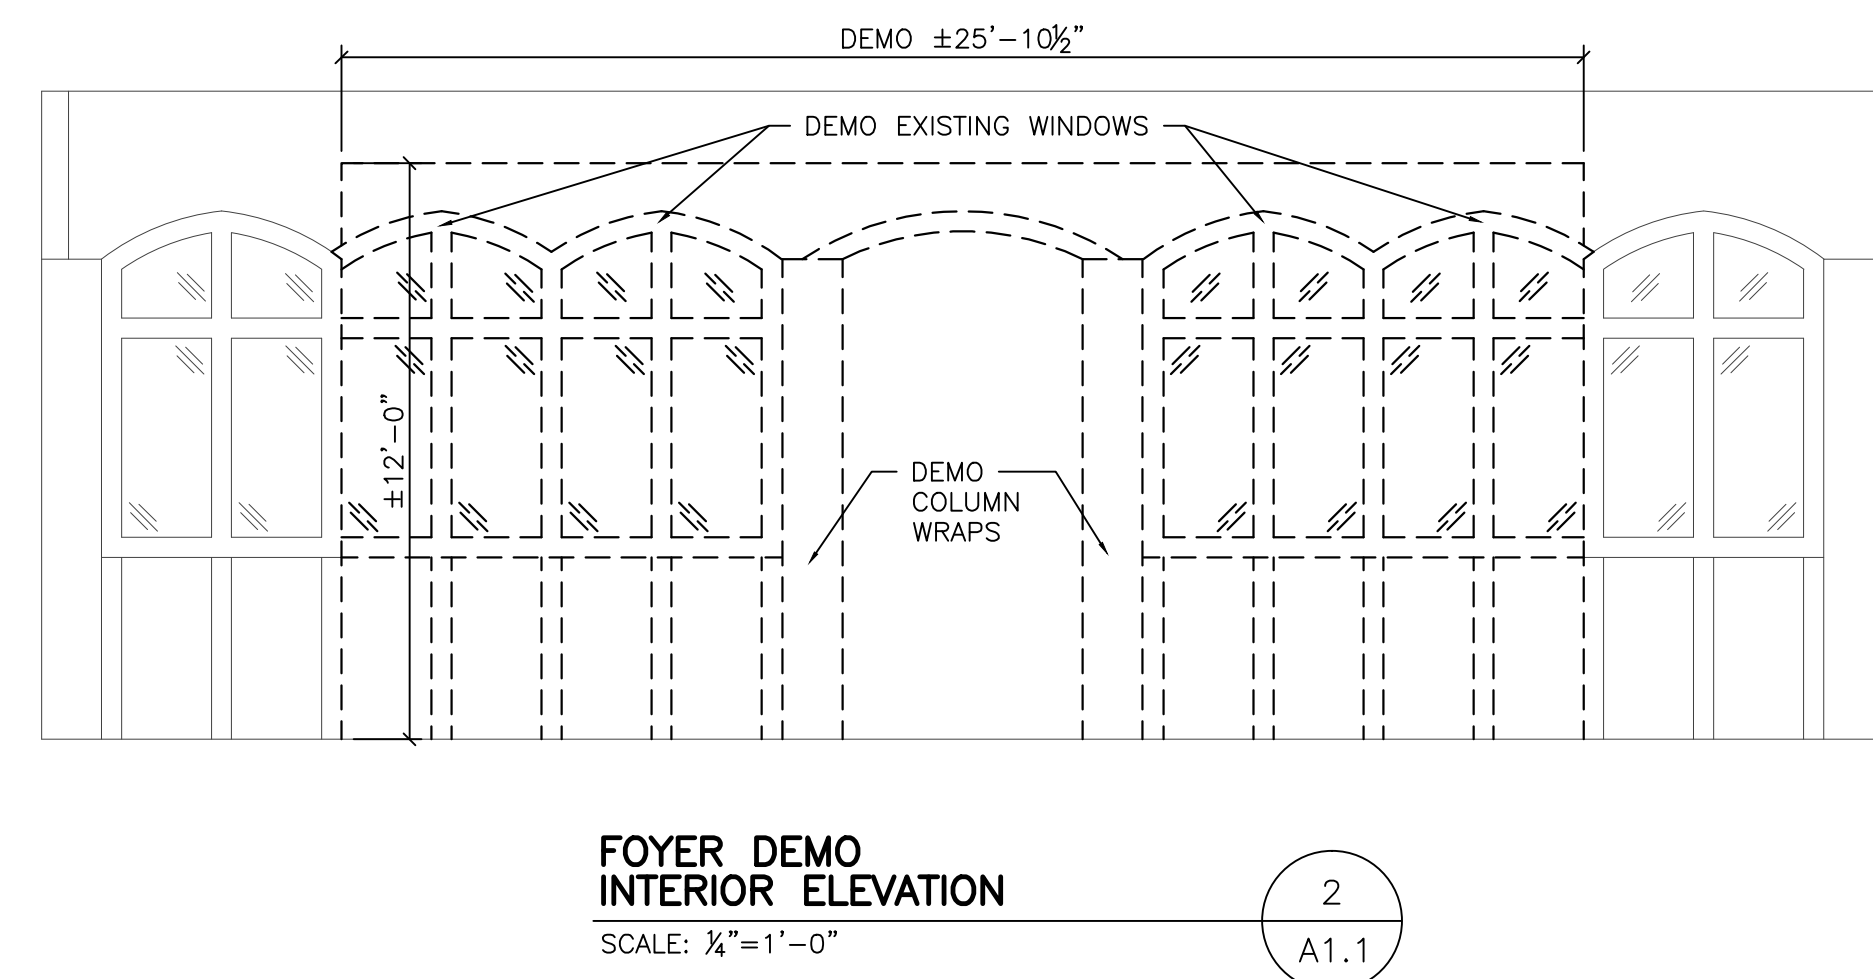 DEMO ±25'-10½"
DEMO EXISTING WINDOWS
±12'-0"
DEMO
COLUMN
WRAPS
FOYER DEMO
INTERIOR ELEVATION
SCALE: ¼"=1'-0"
2
A1.1